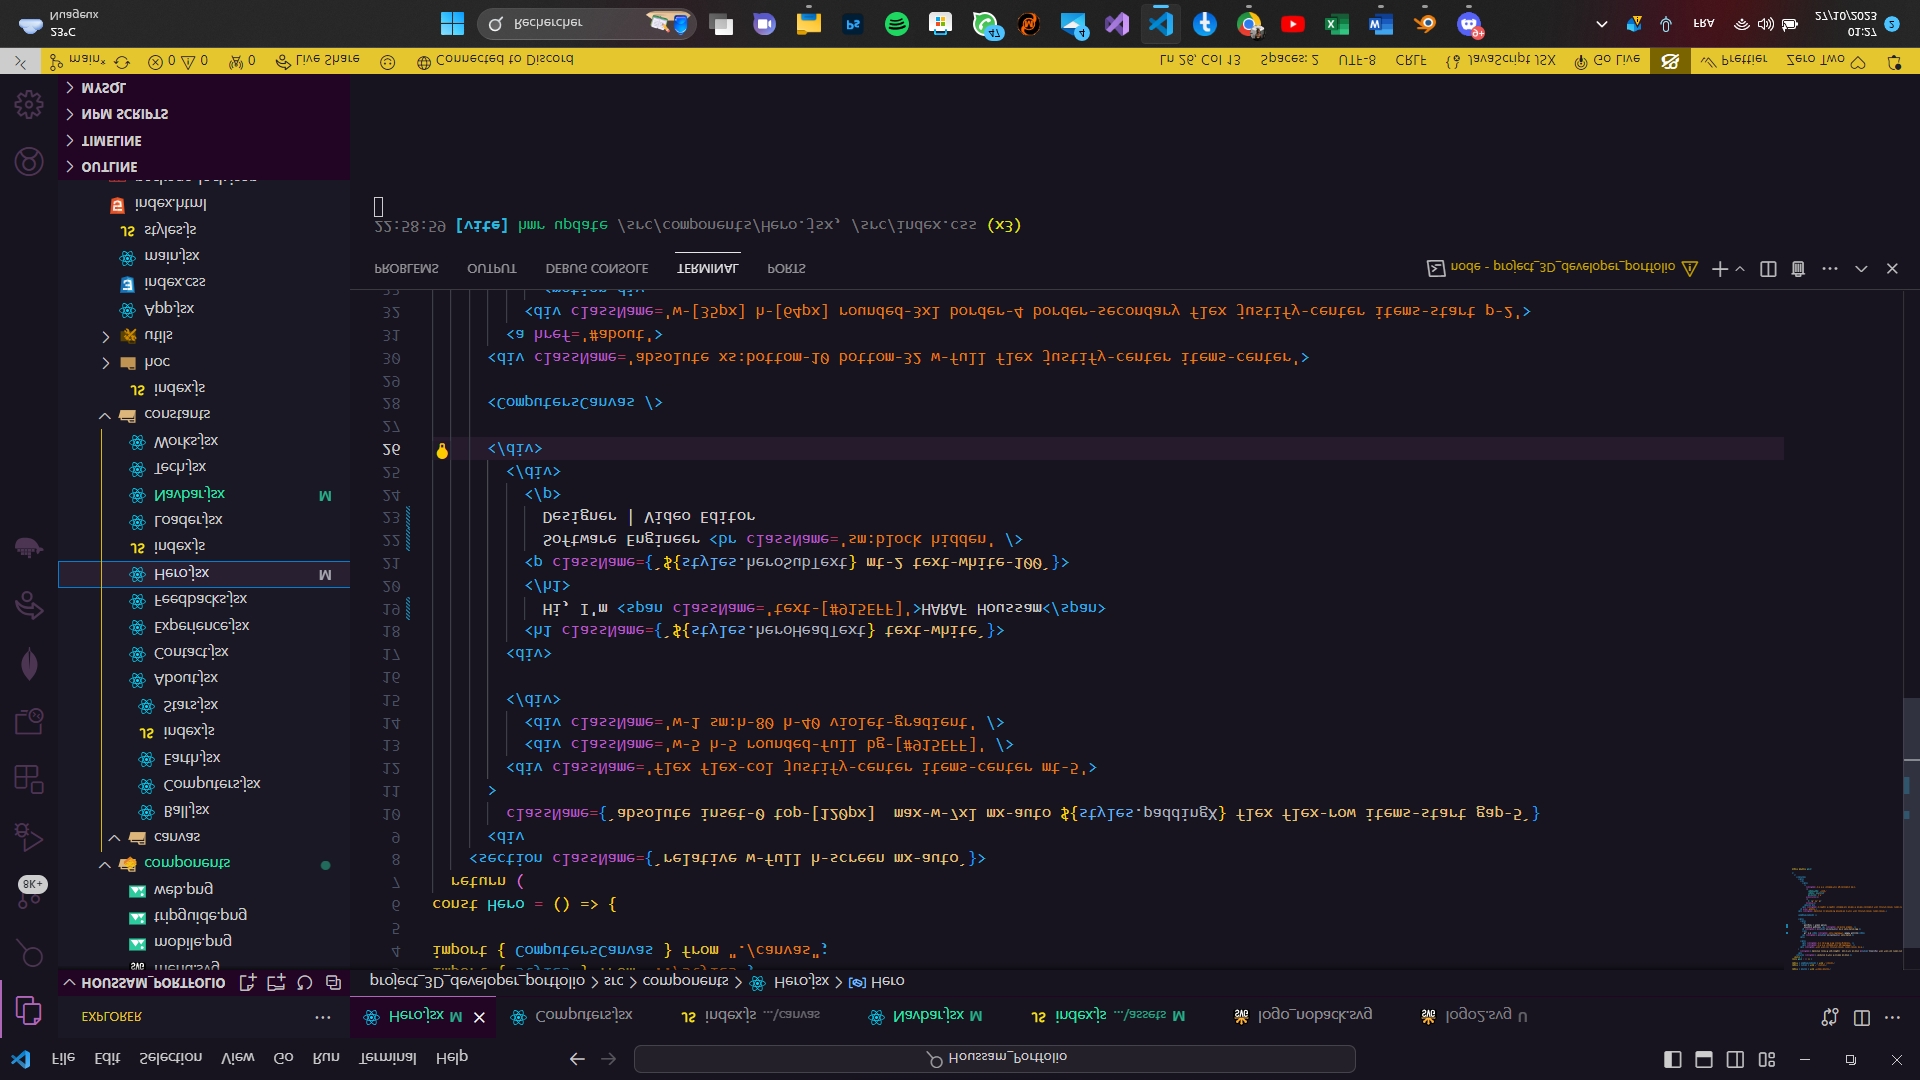 File Edit Selection View Go Run Terminal Help
Houssam_Portfolio
EXPLORER
Hero.jsx M
Computers.jsx
index.js ...\canvas
Navbar.jsx M
index.js ...\assets M
logo_noback.svg
logo2.svg U
HOUSSAM_PORTFOLIO
project_3D_developer_portfolio > src > components > Hero.jsx > Hero
mobile.png
tripguide.png
web.png
components
canvas
Ball.jsx
Computers.jsx
Earth.jsx
index.js
Stars.jsx
About.jsx
Contact.jsx
Experience.jsx
Feedbacks.jsx
Hero.jsx M
index.js
Loader.jsx
Navbar.jsx M
Tech.jsx
Works.jsx
constants
index.js
hoc
utils
App.jsx
index.css
main.jsx
styles.js
index.html
OUTLINE
TIMELINE
NPM SCRIPTS
MYSQL
8K+
4 import { ComputersCanvas } from "./canvas";
5
6 const Hero = () => {
7 return (
8 <section className={`relative w-full h-screen mx-auto`}>
9 <div
10 className={`absolute inset-0 top-[120px]  max-w-7xl mx-auto ${styles.paddingX} flex flex-row items-start gap-5`}
11 >
12 <div className='flex flex-col justify-center items-center mt-5'>
13 <div className='w-5 h-5 rounded-full bg-[#915EFF]' />
14 <div className='w-1 sm:h-80 h-40 violet-gradient' />
15 </div>
16
17 <div>
18 <h1 className={`${styles.heroHeadText} text-white`}>
19 Hi, I'm <span className='text-[#915EFF]'>HARAF Houssam</span>
20 </h1>
21 <p className={`${styles.heroSubText} mt-2 text-white-100`}>
22 Software Engineer <br className='sm:block hidden' />
23 Designer | Video Editor
24 </p>
25 </div>
26 </div>
27
28 <ComputersCanvas />
29
30 <div className='absolute xs:bottom-10 bottom-32 w-full flex justify-center items-center'>
31 <a href='#about'>
32 <div className='w-[35px] h-[64px] rounded-3xl border-4 border-secondary flex justify-center items-start p-2'>
33 <motion.div
PROBLEMS OUTPUT DEBUG CONSOLE TERMINAL PORTS
node - project_3D_developer_portfolio
22:58:59 [vite] hmr update /src/components/Hero.jsx, /src/index.css (x3)
main* 0 0 0 Live Share Connected to Discord
Ln 26, Col 13 Spaces: 2 UTF-8 CRLF {} JavaScript JSX Go Live Prettier Zero Two
23°C
Nuageux
Rechercher
47
4
9+
FRA
01:27
27/10/2023
2